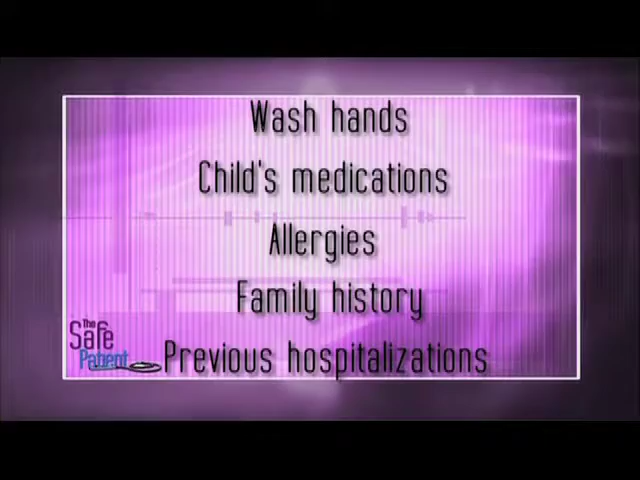 Wash hands
Child's medications
Allergies
Family history
Previous hospitalizations
The
Safe
Patient